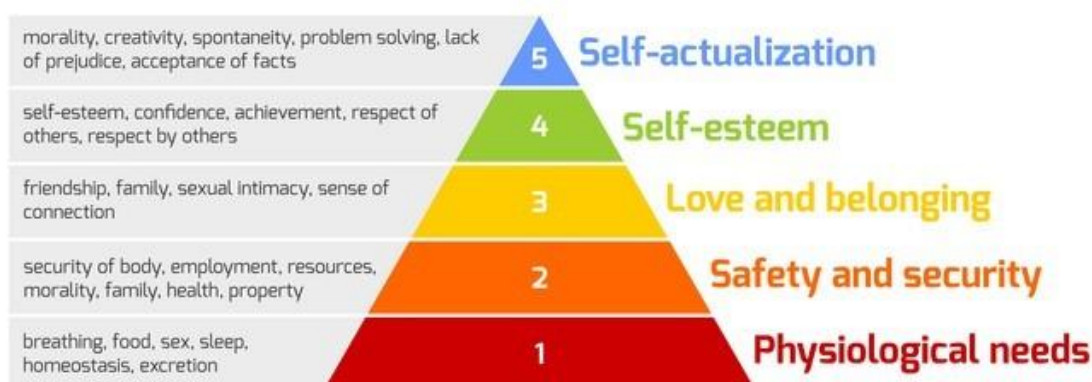 morality, creativity, spontaneity, problem solving, lack
of prejudice, acceptance of facts
5
Self-actualization
self-esteem, confidence, achievement, respect of
others, respect by others
4
Self-esteem
friendship, family, sexual intimacy, sense of
connection
3
Love and belonging
security of body, employment, resources,
morality, family, health, property
2
Safety and security
breathing, food, sex, sleep,
homeostasis, excretion
1
Physiological needs